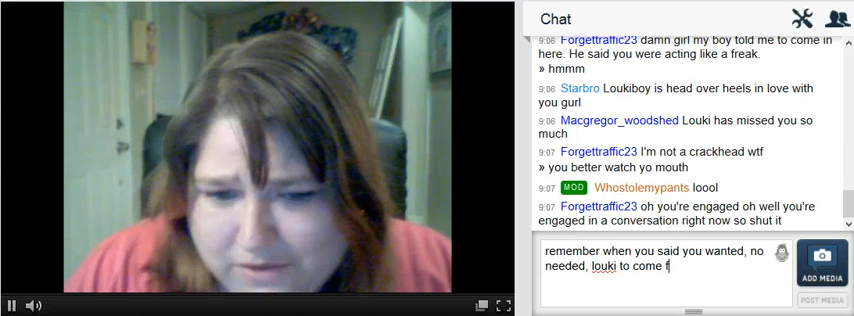 Chat
9:06 Forgettraffic23 damn girl my boy told me to come in
here. He said you were acting like a freak.
» hmmm
9:06 Starbro Loukiboy is head over heels in love with
you gurl
9:06 Macgregor_woodshed Louki has missed you so
much
9:07 Forgettraffic23 I'm not a crackhead wtf
» you better watch yo mouth
9:07 MOD Whostolemypants loool
9:07 Forgettraffic23 oh you're engaged oh well you're
engaged in a conversation right now so shut it
remember when you said you wanted, no
needed, louki to come f
ADD MEDIA
POST MEDIA